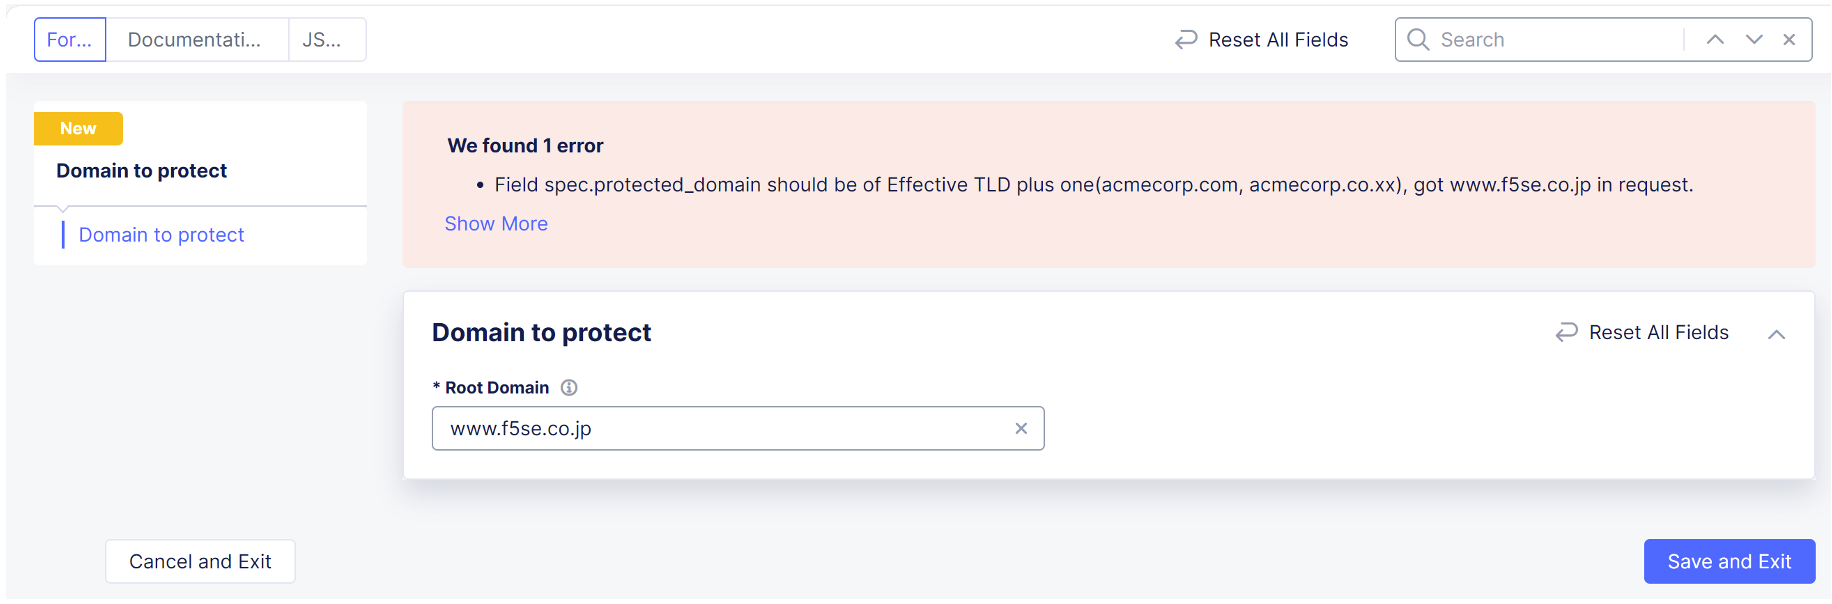 For...
Documentati...
JS...
Reset All Fields
Search
New
Domain to protect
Domain to protect
We found 1 error
• Field spec.protected_domain should be of Effective TLD plus one(acmecorp.com, acmecorp.co.xx), got www.f5se.co.jp in request.
Show More
Domain to protect
Reset All Fields
* Root Domain
www.f5se.co.jp
Cancel and Exit
Save and Exit